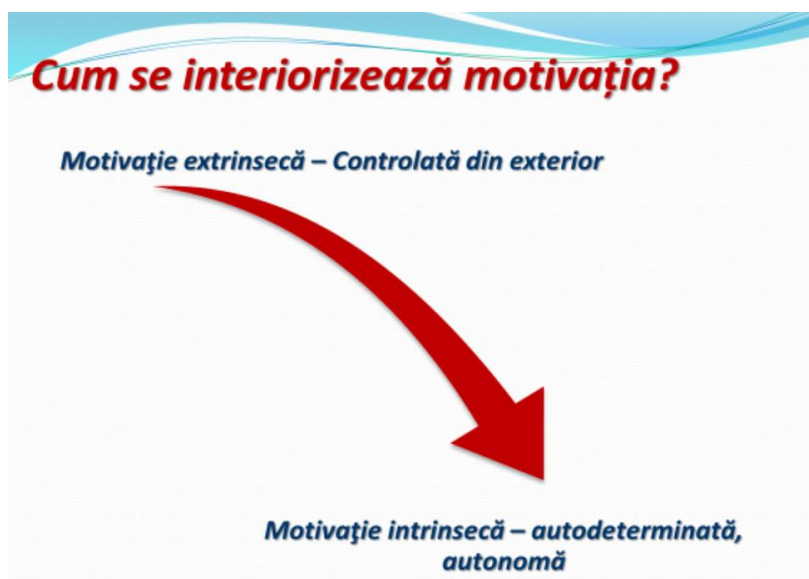 Cum se interiorizează motivația?
Motivaţie extrinsecă – Controlată din exterior
Motivaţie intrinsecă – autodeterminată,
autonomă